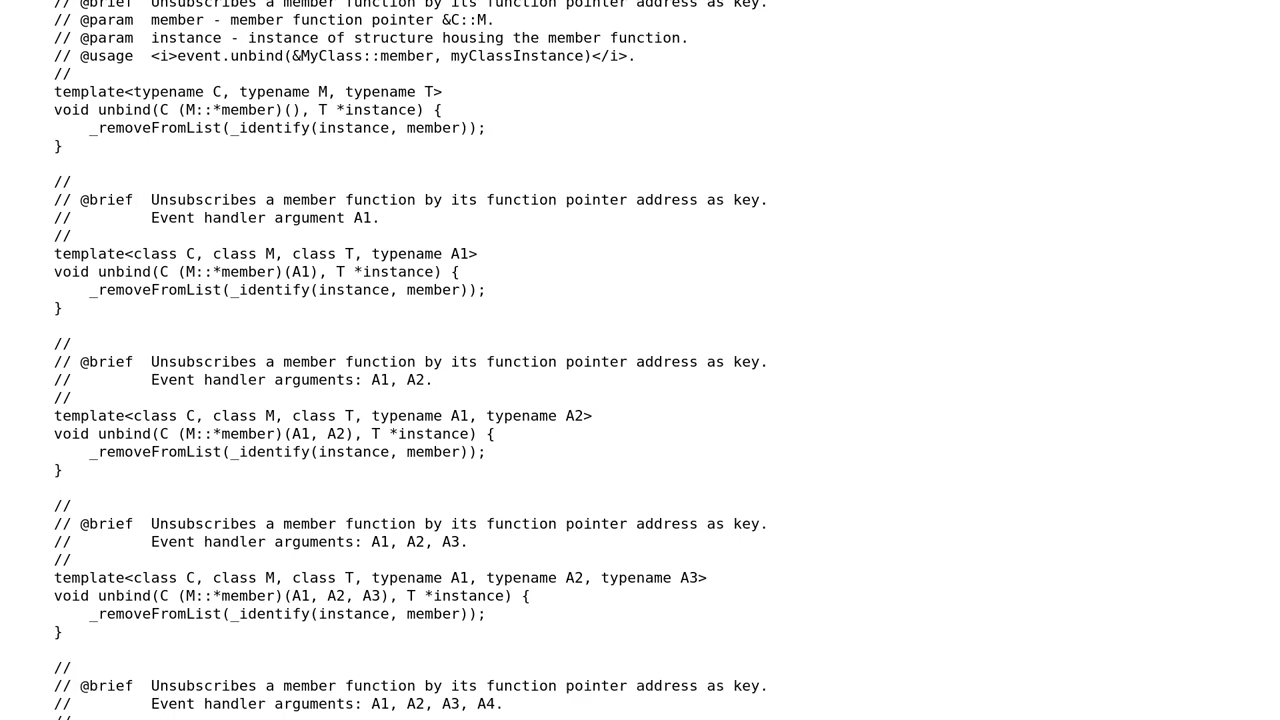 // @brief  Unsubscribes a member function by its function pointer address as key.
// @param  member - member function pointer &C::M.
// @param  instance - instance of structure housing the member function.
// @usage  <i>event.unbind(&MyClass::member, myClassInstance)</i>.
//
template<typename C, typename M, typename T>
void unbind(C (M::*member)(), T *instance) {
    _removeFromList(_identify(instance, member));
}
//
// @brief  Unsubscribes a member function by its function pointer address as key.
//         Event handler argument A1.
//
template<class C, class M, class T, typename A1>
void unbind(C (M::*member)(A1), T *instance) {
    _removeFromList(_identify(instance, member));
}
//
// @brief  Unsubscribes a member function by its function pointer address as key.
//         Event handler arguments: A1, A2.
//
template<class C, class M, class T, typename A1, typename A2>
void unbind(C (M::*member)(A1, A2), T *instance) {
    _removeFromList(_identify(instance, member));
}
//
// @brief  Unsubscribes a member function by its function pointer address as key.
//         Event handler arguments: A1, A2, A3.
//
template<class C, class M, class T, typename A1, typename A2, typename A3>
void unbind(C (M::*member)(A1, A2, A3), T *instance) {
    _removeFromList(_identify(instance, member));
}
//
// @brief  Unsubscribes a member function by its function pointer address as key.
//         Event handler arguments: A1, A2, A3, A4.
//